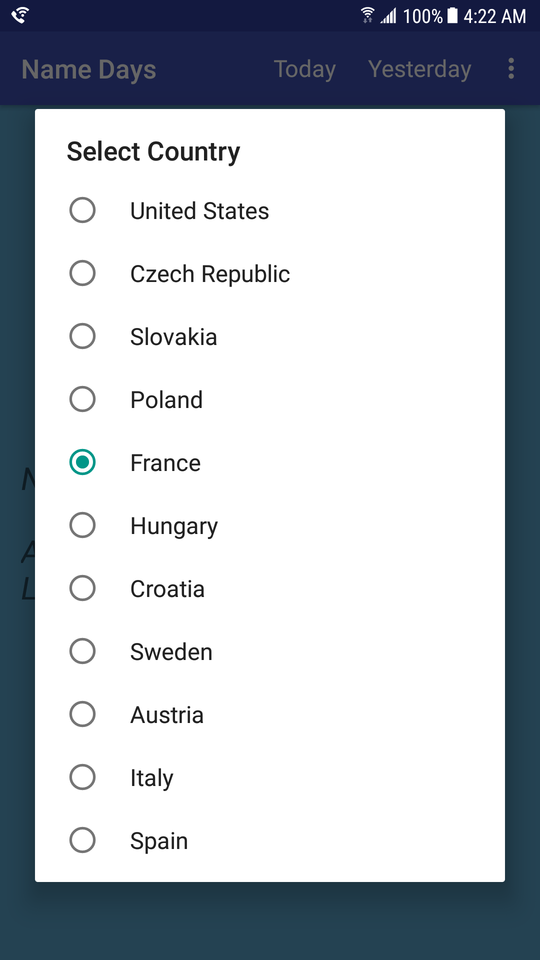 100% 4:22 AM
Name Days Today Yesterday
Select Country
United States
Czech Republic
Slovakia
Poland
France
Hungary
Croatia
Sweden
Austria
Italy
Spain